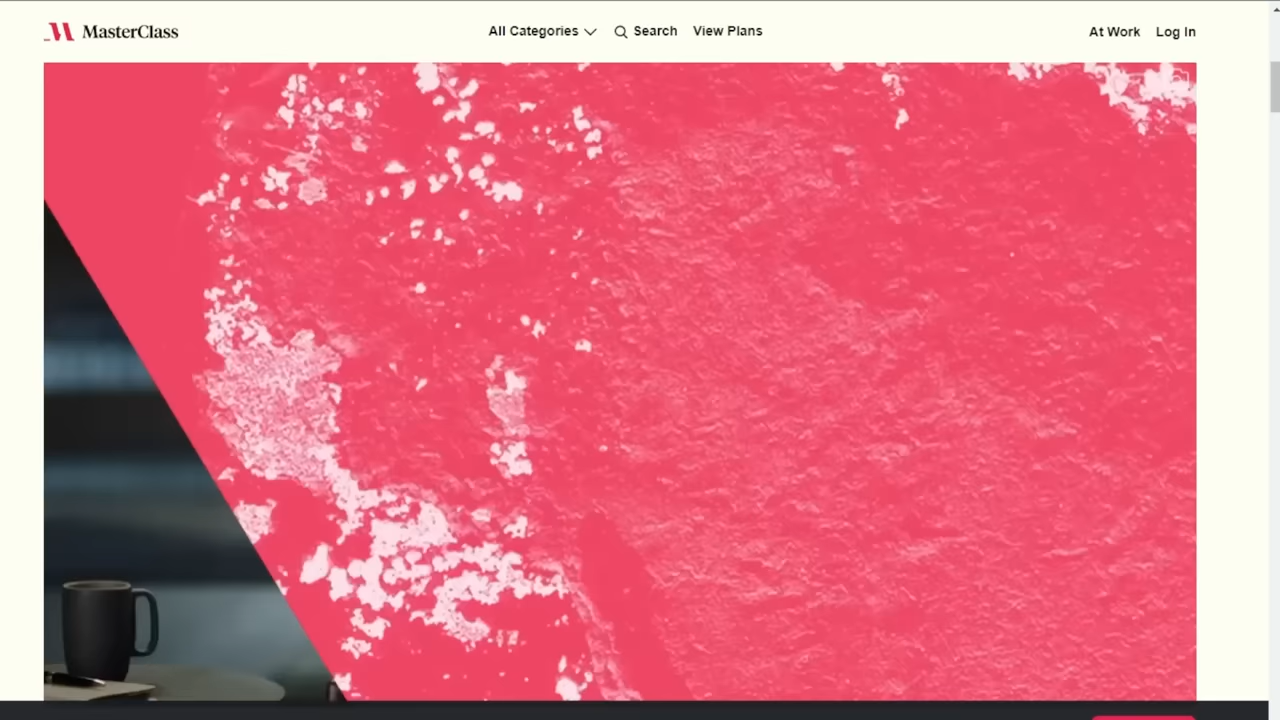 MasterClass
All Categories
Search
View Plans
At Work
Log In